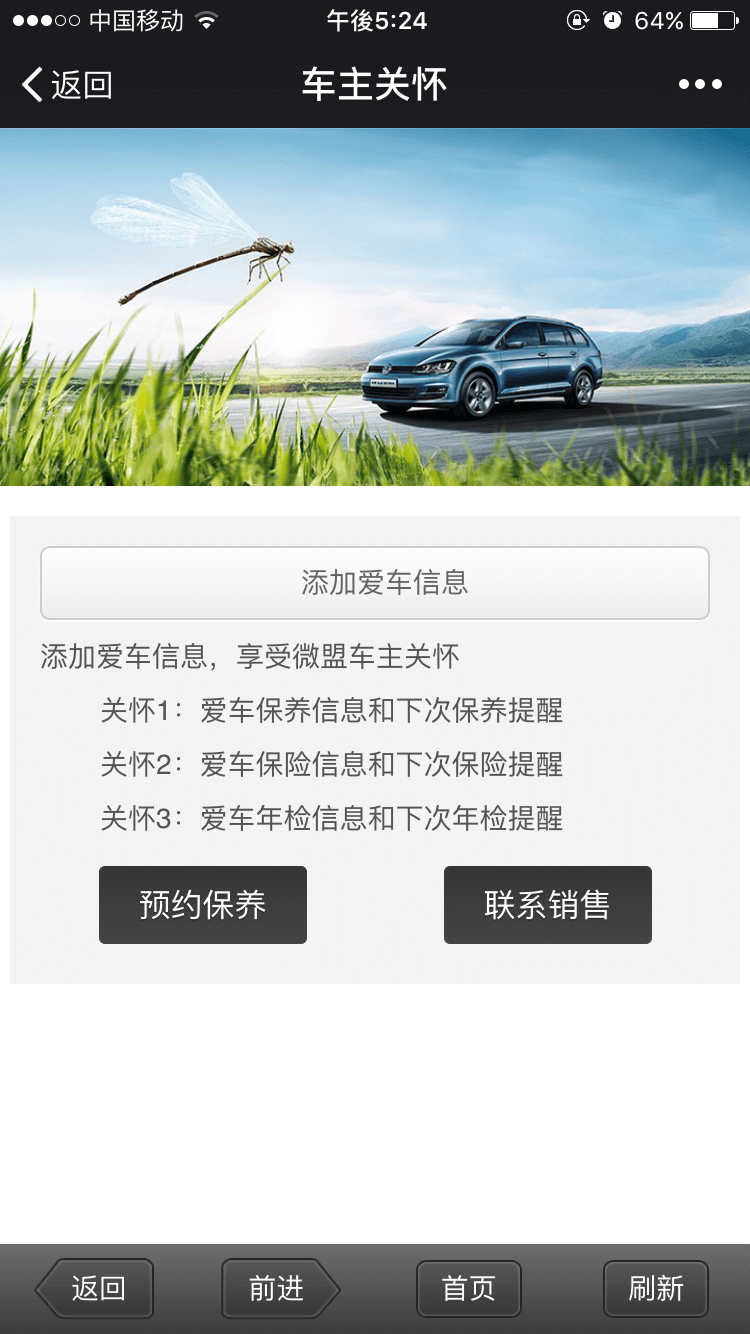 中国移动
午後5:24
64%
返回
车主关怀
添加爱车信息
添加爱车信息，享受微盟车主关怀
关怀1：爱车保养信息和下次保养提醒
关怀2：爱车保险信息和下次保险提醒
关怀3：爱车年检信息和下次年检提醒
预约保养
联系销售
返回
前进
首页
刷新